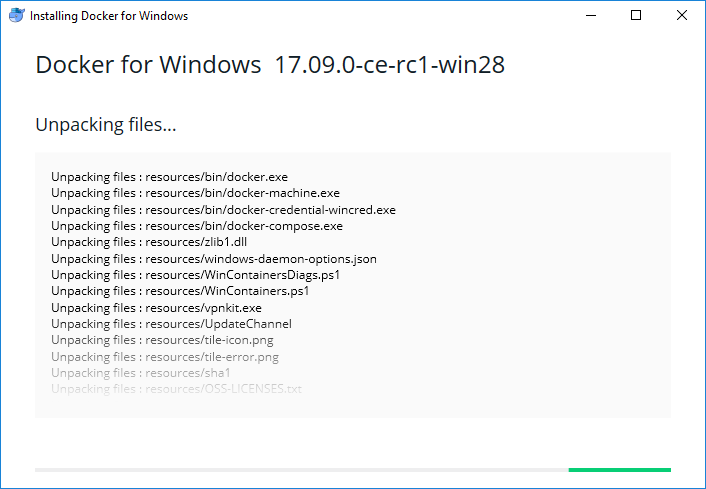 Installing Docker for Windows
Docker for Windows 17.09.0-ce-rc1-win28
Unpacking files...
Unpacking files : resources/bin/docker.exe
Unpacking files : resources/bin/docker-machine.exe
Unpacking files : resources/bin/docker-credential-wincred.exe
Unpacking files : resources/bin/docker-compose.exe
Unpacking files : resources/zlib1.dll
Unpacking files : resources/windows-daemon-options.json
Unpacking files : resources/WinContainersDiags.ps1
Unpacking files : resources/WinContainers.ps1
Unpacking files : resources/vpnkit.exe
Unpacking files : resources/UpdateChannel
Unpacking files : resources/tile-icon.png
Unpacking files : resources/tile-error.png
Unpacking files : resources/sha1
Unpacking files : resources/OSS-LICENSES.txt